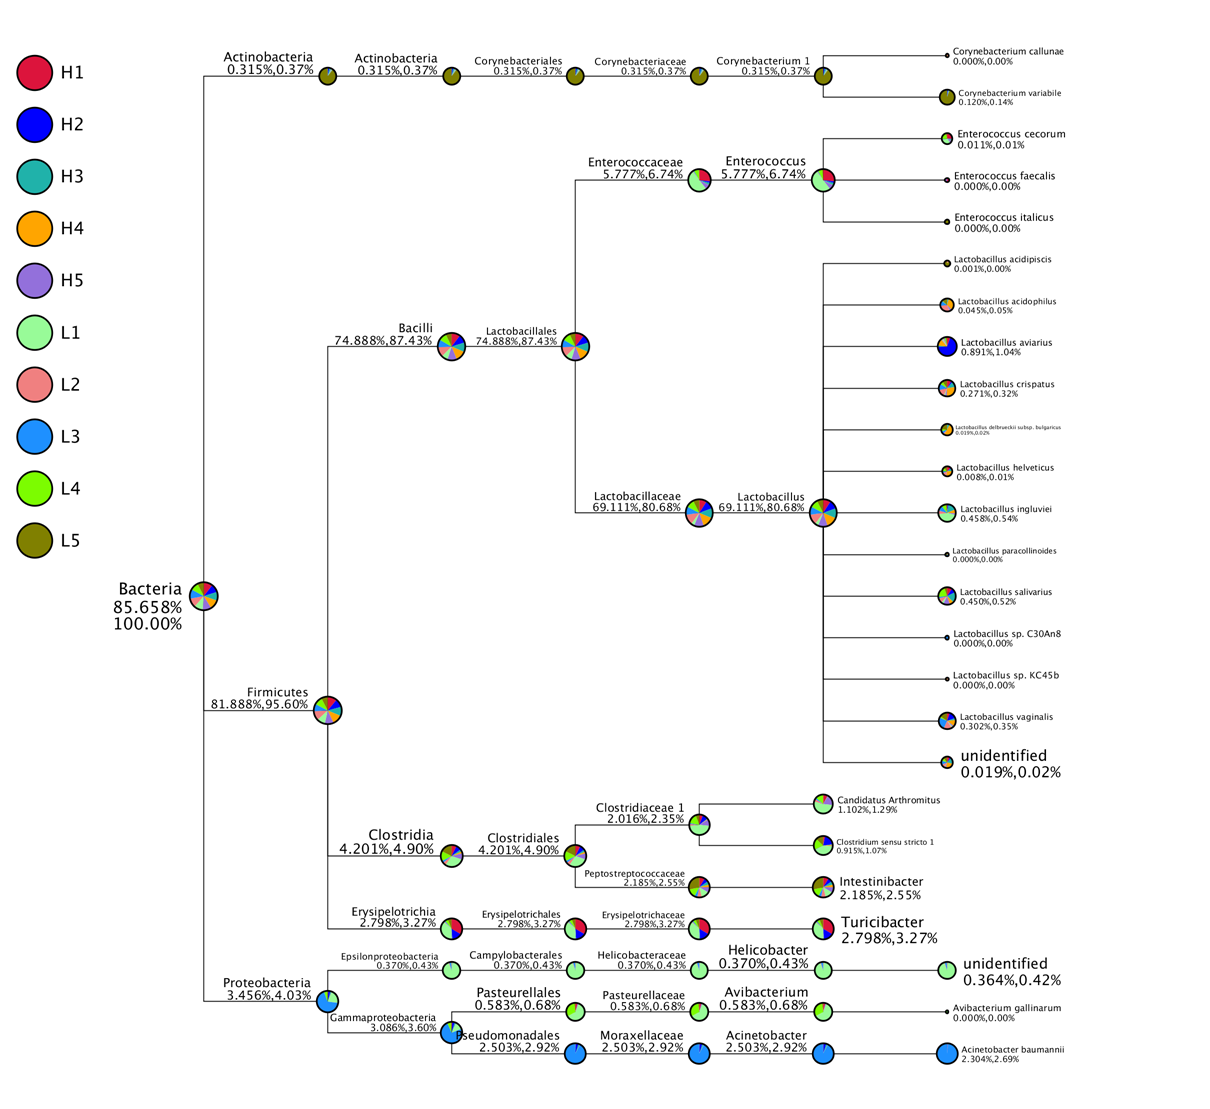 H1
H2
H3
H4
H5
L1
L2
L3
L4
L5
Bacteria
85.658%
100.00%
Actinobacteria
0.315%,0.37%
Actinobacteria
0.315%,0.37%
Corynebacteriales
0.315%,0.37%
Corynebacteriaceae
0.315%,0.37%
Corynebacterium 1
0.315%,0.37%
Corynebacterium callunae
0.000%,0.00%
Corynebacterium variabile
0.120%,0.14%
Firmicutes
81.888%,95.60%
Bacilli
74.888%,87.43%
Lactobacillales
74.888%,87.43%
Enterococcaceae
5.777%,6.74%
Enterococcus
5.777%,6.74%
Enterococcus cecorum
0.011%,0.01%
Enterococcus faecalis
0.000%,0.00%
Enterococcus italicus
0.000%,0.00%
Lactobacillaceae
69.111%,80.68%
Lactobacillus
69.111%,80.68%
Lactobacillus acidipiscis
0.001%,0.00%
Lactobacillus acidophilus
0.045%,0.05%
Lactobacillus aviarius
0.891%,1.04%
Lactobacillus crispatus
0.271%,0.32%
Lactobacillus delbrueckii subsp. bulgaricus
0.019%,0.02%
Lactobacillus helveticus
0.008%,0.01%
Lactobacillus ingluviei
0.458%,0.54%
Lactobacillus paracollinoides
0.000%,0.00%
Lactobacillus salivarius
0.450%,0.52%
Lactobacillus sp. C30An8
0.000%,0.00%
Lactobacillus sp. KC45b
0.000%,0.00%
Lactobacillus vaginalis
0.302%,0.35%
unidentified
0.019%,0.02%
Clostridia
4.201%,4.90%
Clostridiales
4.201%,4.90%
Clostridiaceae 1
2.016%,2.35%
Candidatus Arthromitus
1.102%,1.29%
Clostridium sensu stricto 1
0.915%,1.07%
Peptostreptococcaceae
2.185%,2.55%
Intestinibacter
2.185%,2.55%
Erysipelotrichia
2.798%,3.27%
Erysipelotrichales
2.798%,3.27%
Erysipelotrichaceae
2.798%,3.27%
Turicibacter
2.798%,3.27%
Proteobacteria
3.456%,4.03%
Epsilonproteobacteria
0.370%,0.43%
Campylobacterales
0.370%,0.43%
Helicobacteraceae
0.370%,0.43%
Helicobacter
0.370%,0.43%
unidentified
0.364%,0.42%
Gammaproteobacteria
3.086%,3.60%
Pasteurellales
0.583%,0.68%
Pasteurellaceae
0.583%,0.68%
Avibacterium
0.583%,0.68%
Avibacterium gallinarum
0.000%,0.00%
Pseudomonadales
2.503%,2.92%
Moraxellaceae
2.503%,2.92%
Acinetobacter
2.503%,2.92%
Acinetobacter baumannii
2.304%,2.69%